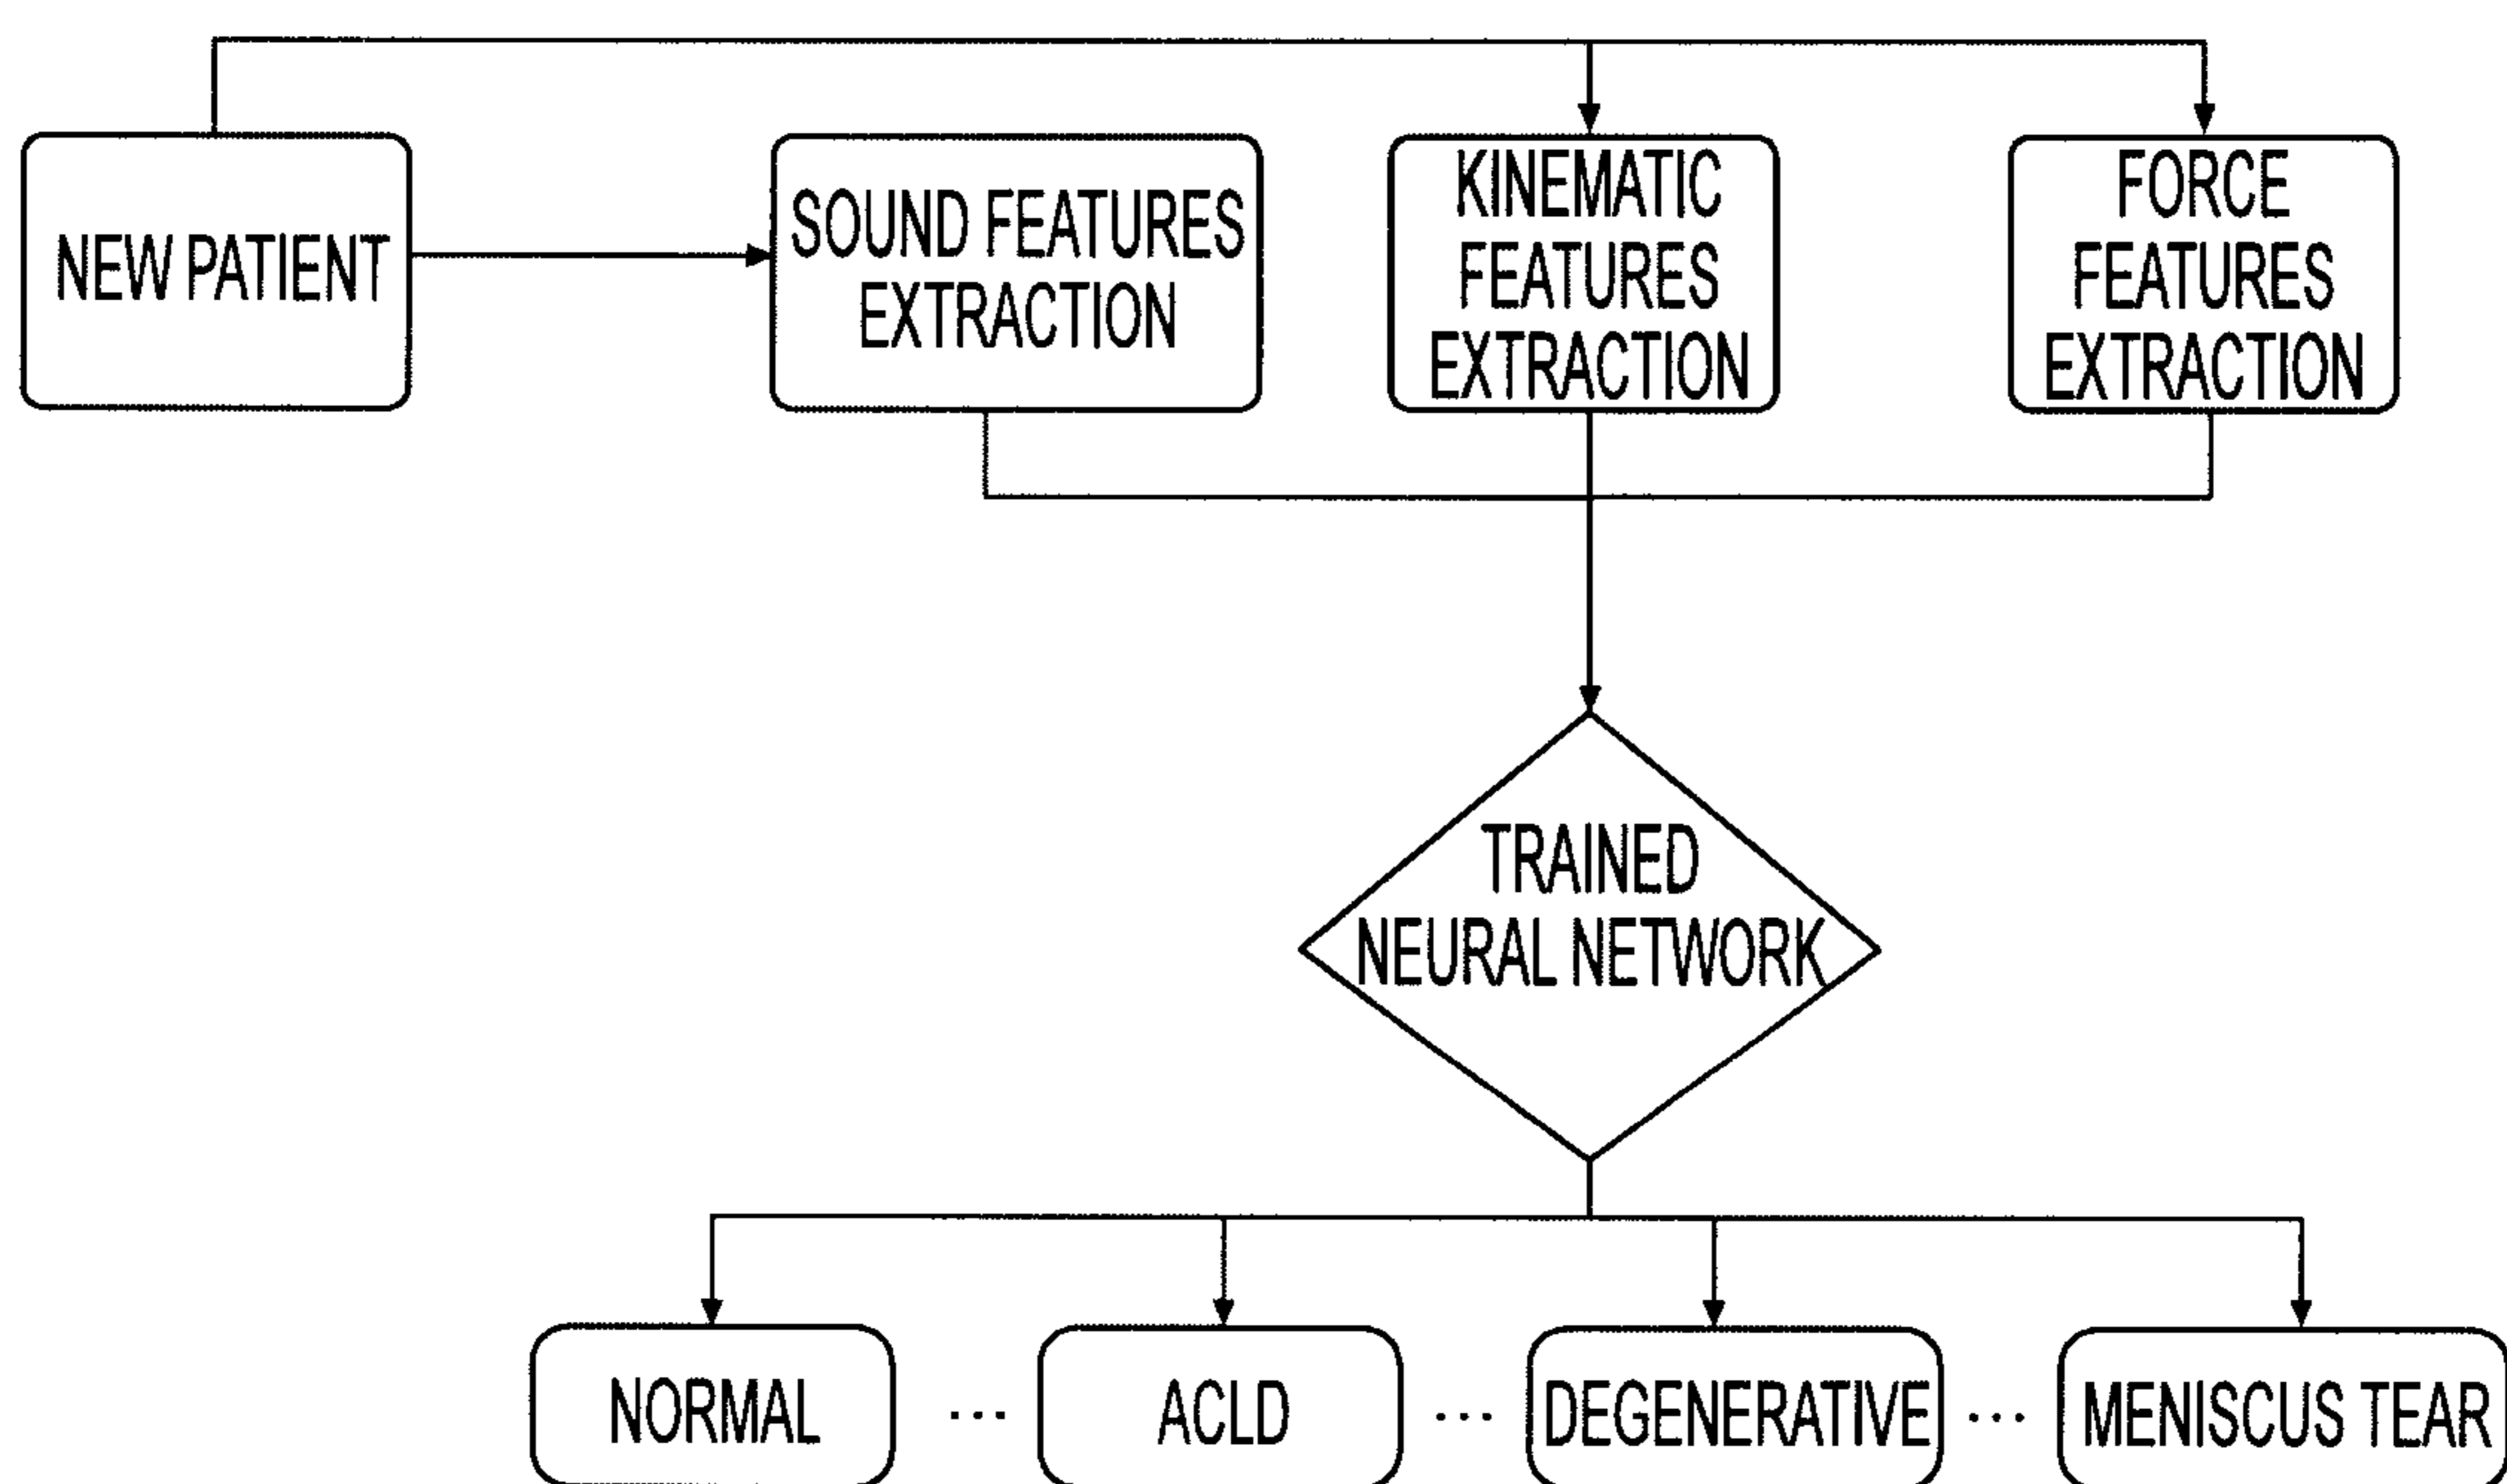 NEW PATIENT
SOUND FEATURES
EXTRACTION
KINEMATIC
FEATURES
EXTRACTION
FORCE
FEATURES
EXTRACTION
TRAINED
NEURAL NETWORK
NORMAL
...
ACLD
...
DEGENERATIVE
...
MENISCUS TEAR